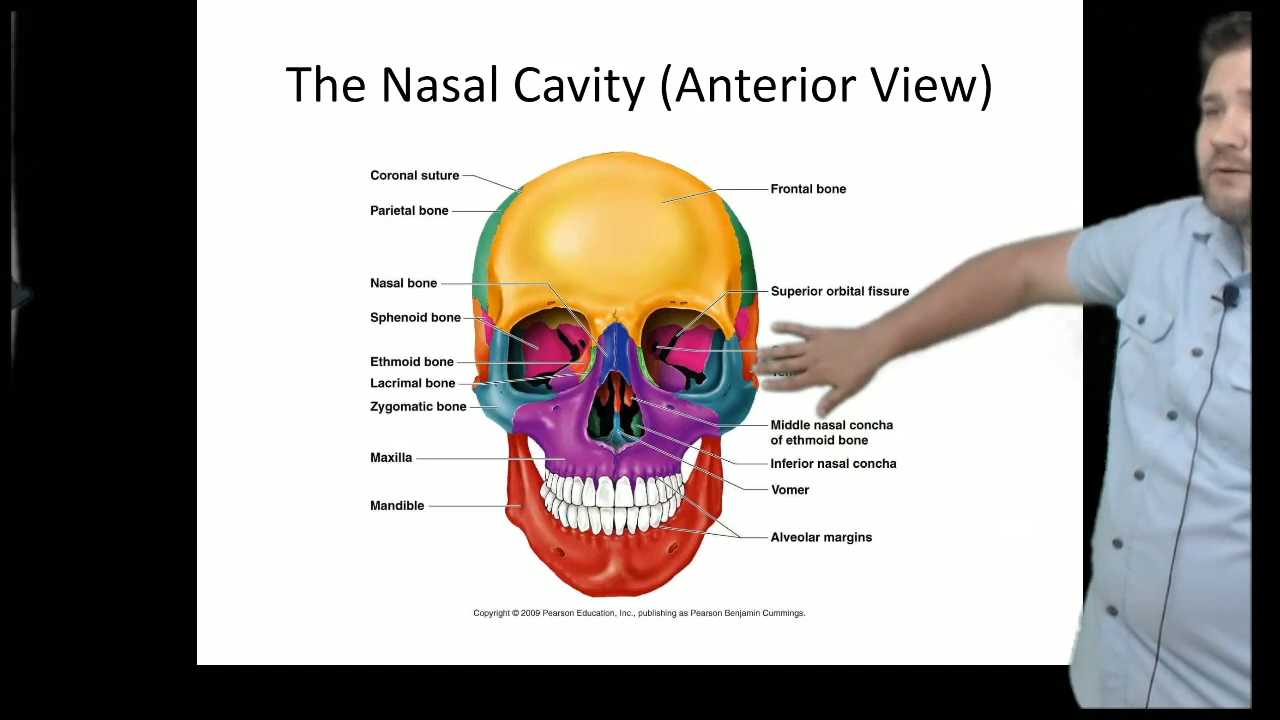 The Nasal Cavity (Anterior View)
Coronal suture
Parietal bone
Nasal bone
Sphenoid bone
Ethmoid bone
Lacrimal bone
Zygomatic bone
Maxilla
Mandible
Frontal bone
Superior orbital fissure
Middle nasal concha
of ethmoid bone
Inferior nasal concha
Vomer
Alveolar margins
Copyright © 2009 Pearson Education, Inc., publishing as Pearson Benjamin Cummings.